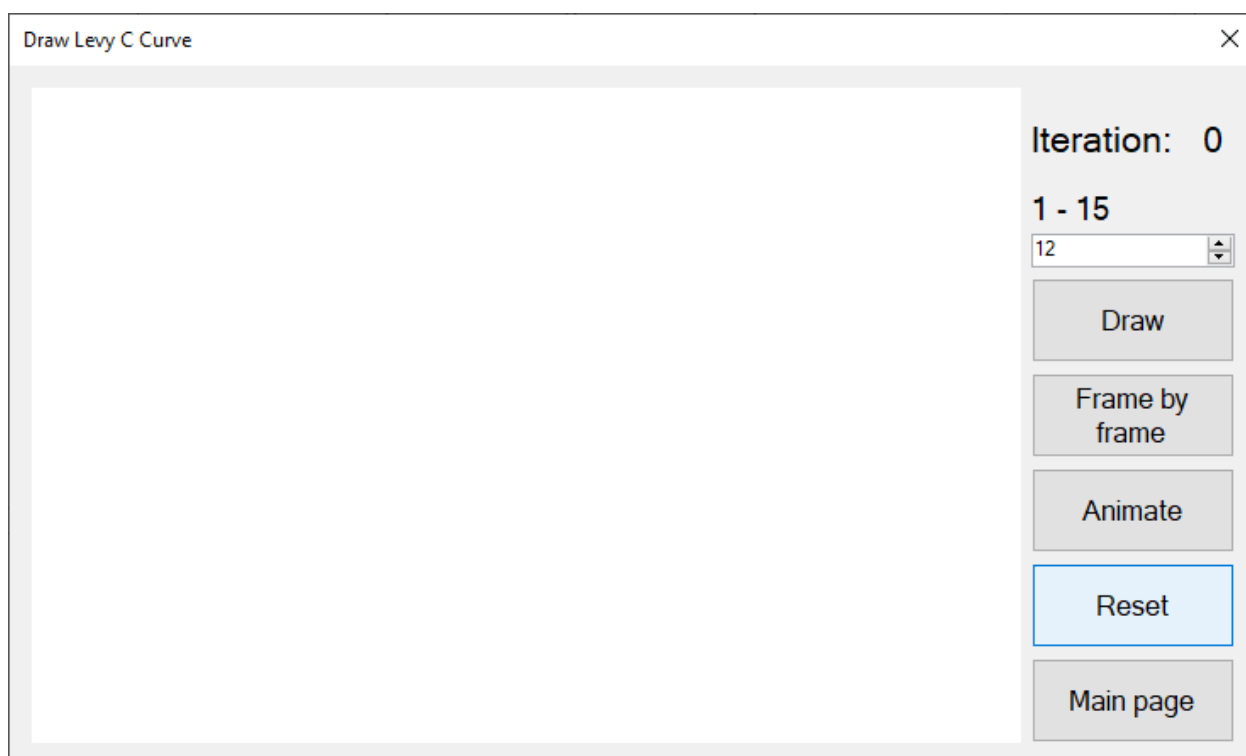 Draw Levy C Curve
Iteration: 0
1 - 15
12
Draw
Frame by
frame
Animate
Reset
Main page